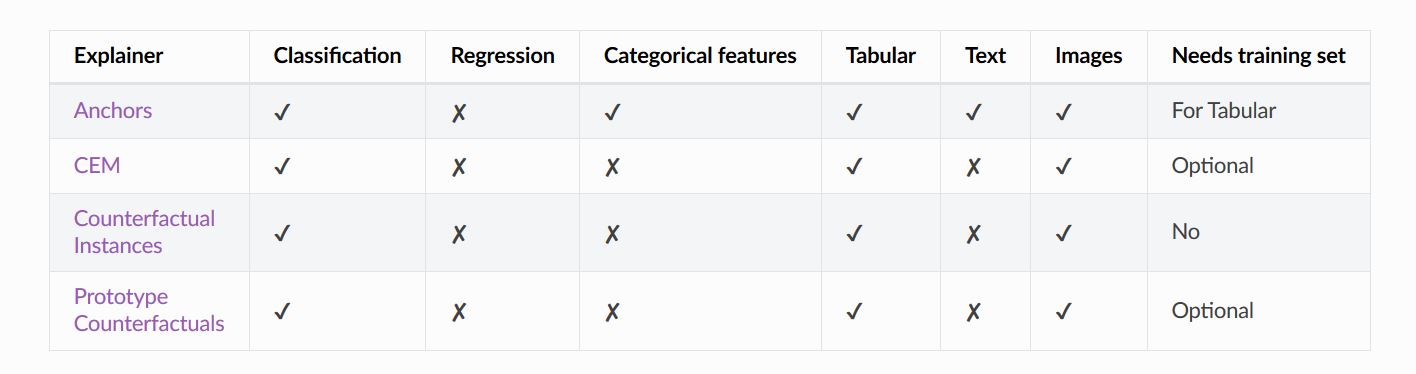 Explainer Classification Regression Categorical features Tabular Text Images Needs training set
Anchors ✓ ✗ ✓ ✓ ✓ ✓ For Tabular
CEM ✓ ✗ ✗ ✓ ✗ ✓ Optional
Counterfactual
Instances ✓ ✗ ✗ ✓ ✗ ✓ No
Prototype
Counterfactuals ✓ ✗ ✗ ✓ ✗ ✓ Optional